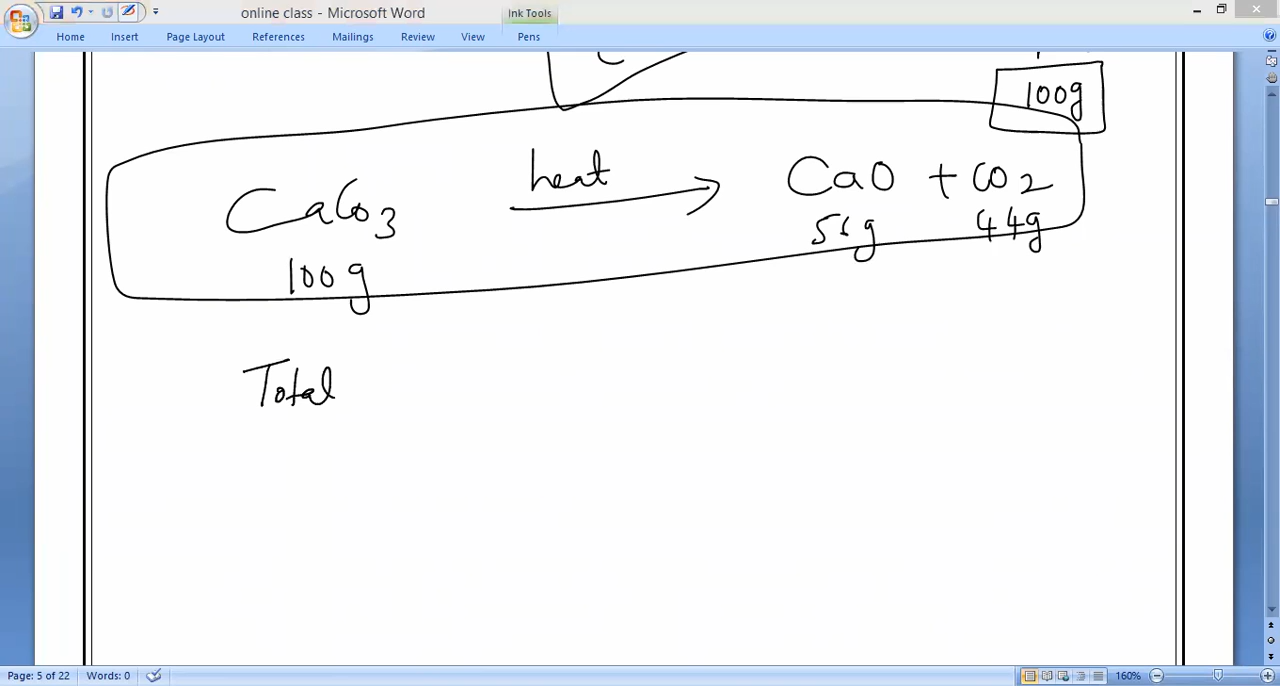 online class - Microsoft Word
Ink Tools
Home Insert Page Layout References Mailings Review View Pens
100g
heat
CaCo3 CaO + CO2
100g 56g 44g
Total
Page: 5 of 22 Words: 0 160%